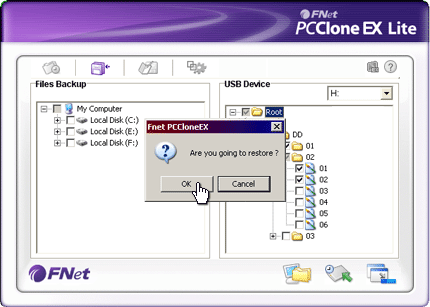 FNet
PCClone EX Lite
Files Backup
USB Device
My Computer
Local Disk (C:)
Local Disk (E:)
Local Disk (F:)
H:
Root
DD
01
02
01
02
03
04
05
06
03
Fnet PCCloneEX
Are you going to restore ?
OK
Cancel
FNet